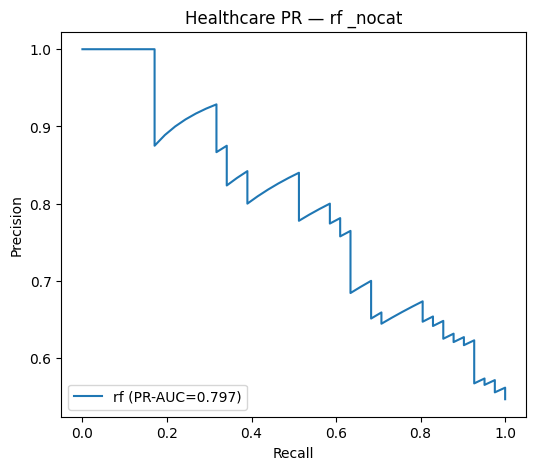 Healthcare PR — rf _nocat
1.0
0.9
0.8
0.7
0.6
Precision
rf (PR-AUC=0.797)
0.0 0.2 0.4 0.6 0.8 1.0
Recall